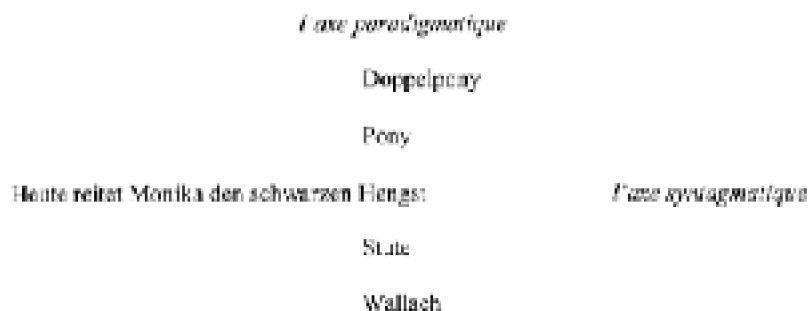 l'axe paradigmatique
Doppelpony
Pony
Heute reitet Monika den schwarzen Hengst l'axe syntagmatique
Stute
Wallach